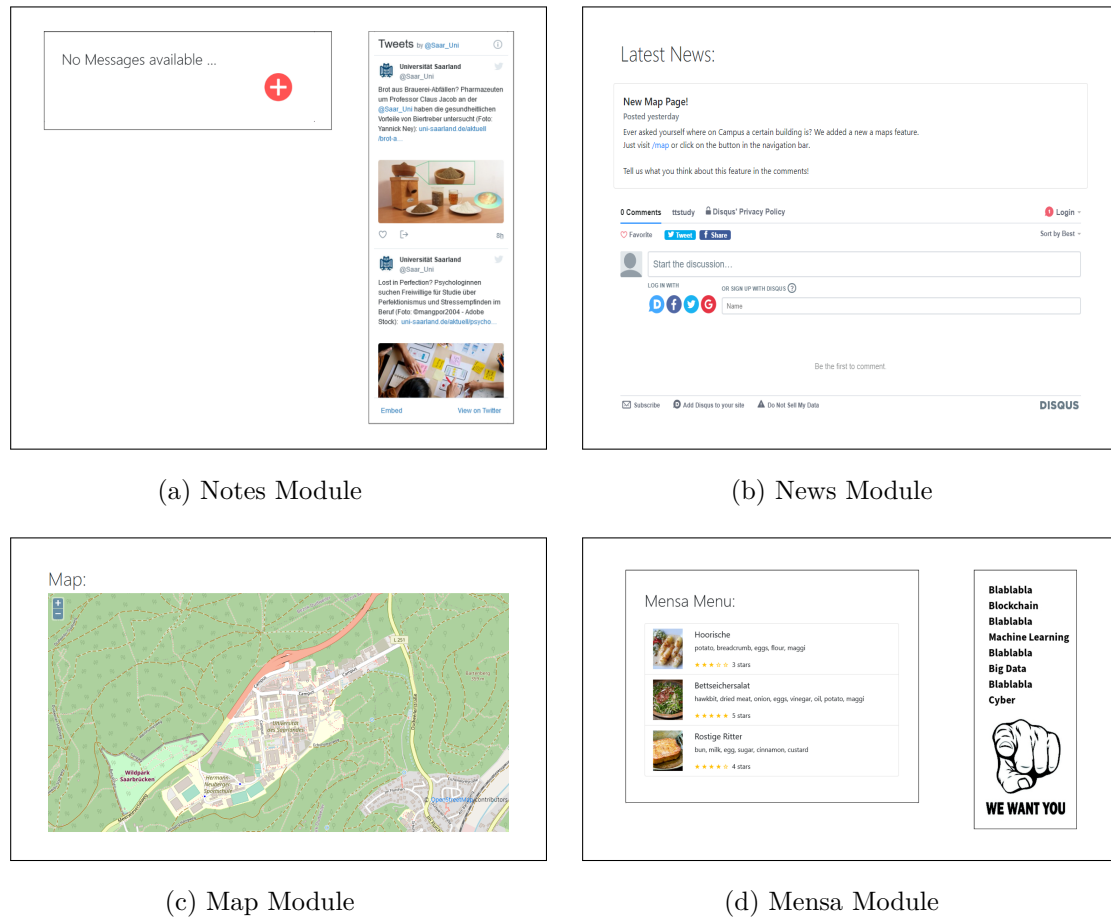 No Messages available ...
Tweets by @Saar_Uni
Universität Saarland
@Saar_Uni
Brot aus Brauerei-Abfällen? Pharmazeuten
um Professor Claus Jacob an der
@Saar_Uni haben die gesundheitlichen
Vorteile von Biertreber untersucht (Foto:
Yannick Ney): uni-saarland.de/aktuell
/brot-a...
8h
Universität Saarland
@Saar_Uni
Lost in Perfection? Psychologinnen
suchen Freiwillige für Studie über
Perfektionismus und Stressempfinden im
Beruf (Foto: ©mangpor2004 - Adobe
Stock): uni-saarland.de/aktuell/psycho...
Embed
View on Twitter
(a) Notes Module
Latest News:
New Map Page!
Posted yesterday
Ever asked yourself where on Campus a certain building is? We added a new a maps feature.
Just visit /map or click on the button in the navigation bar.
Tell us what you think about this feature in the comments!
0 Comments ttstudy Disqus' Privacy Policy
1 Login
Favorite Tweet Share
Sort by Best
Start the discussion...
LOG IN WITH
OR SIGN UP WITH DISQUS ?
Name
Be the first to comment.
Subscribe Add Disqus to your site Do Not Sell My Data
DISQUS
(b) News Module
Map:
+
−
L 251
Campus
Campus
Universität
des Saarlandes
Wildpark
Saarbrücken
Hermann
Neuberger
Sportschule
© OpenStreetMap contributors
(c) Map Module
Mensa Menu:
Hoorische
potato, breadcrumb, eggs, flour, maggi
3 stars
Bettseichersalat
hawkbit, dried meat, onion, eggs, vinegar, oil, potato, maggi
5 stars
Rostige Ritter
bun, milk, egg, sugar, cinnamon, custard
4 stars
Blablabla
Blockchain
Blablabla
Machine Learning
Blablabla
Big Data
Blablabla
Cyber
WE WANT YOU
(d) Mensa Module